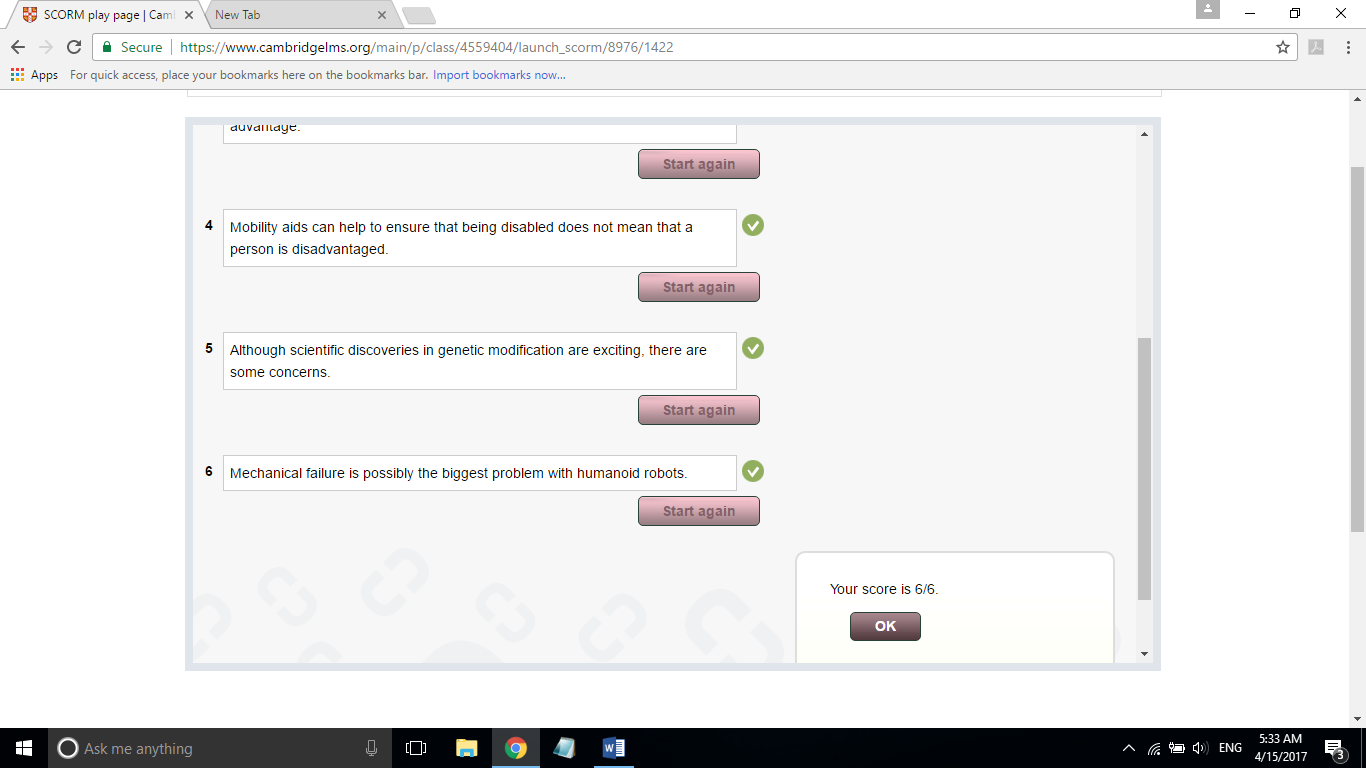 SCORM play page | Cam
New Tab
Secure
https://www.cambridgelms.org/main/p/class/4559404/launch_scorm/8976/1422
Apps
For quick access, place your bookmarks here on the bookmarks bar. Import bookmarks now...
advantage.
Start again
4
Mobility aids can help to ensure that being disabled does not mean that a
person is disadvantaged.
Start again
5
Although scientific discoveries in genetic modification are exciting, there are
some concerns.
Start again
6
Mechanical failure is possibly the biggest problem with humanoid robots.
Start again
Your score is 6/6.
OK
Ask me anything
ENG
5:33 AM
4/15/2017
3